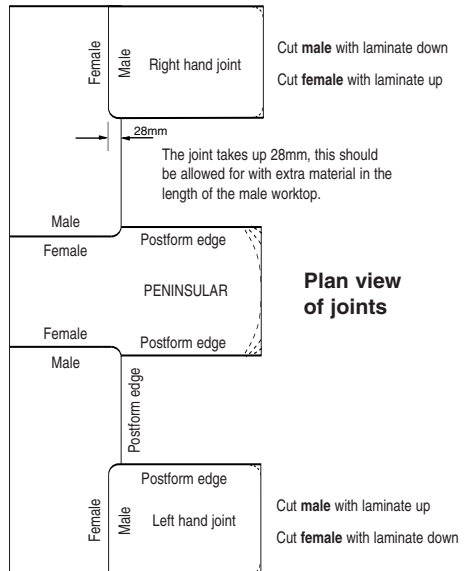 Female
Male
Right hand joint
Cut male with laminate down
Cut female with laminate up
28mm
The joint takes up 28mm, this should
be allowed for with extra material in the
length of the male worktop.
Male
Female
Postform edge
PENINSULAR
Plan view
of joints
Female
Male
Postform edge
Postform edge
Postform edge
Female
Male
Left hand joint
Cut male with laminate up
Cut female with laminate down